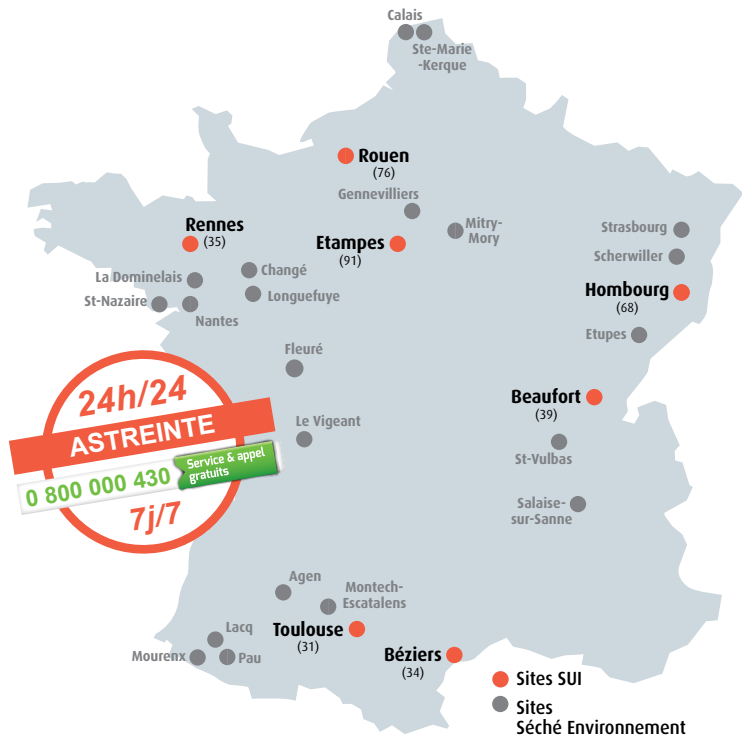 Calais
Ste-Marie
-Kerque
Rouen
(76)
Gennevilliers
Mitry-
Mory
Rennes
(35)
Etampes
(91)
Strasbourg
Scherwiller
La Dominelais
Changé
Hombourg
(68)
St-Nazaire
Longuefuye
Nantes
Etupes
Fleuré
24h/24
ASTREINTE
0 800 000 430
Service & appel
gratuits
7j/7
Beaufort
(39)
Le Vigeant
St-Vulbas
Salaise-
sur-Sanne
Agen
Montech-
Escatalens
Lacq
Toulouse
(31)
Mourenx
Pau
Béziers
(34)
Sites SUI
Sites
Séché Environnement